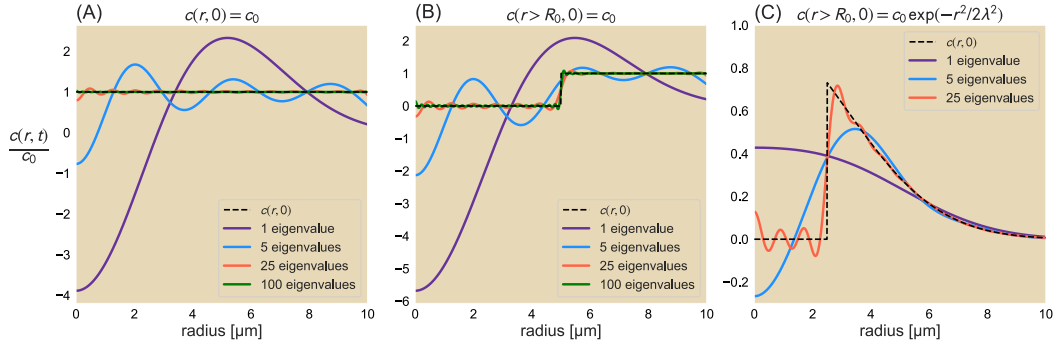 (A)
c(r, 0) = c₀
c(r, t)
c₀
2
1
0
−1
−2
−3
−4
c(r, 0)
1 eigenvalue
5 eigenvalues
25 eigenvalues
100 eigenvalues
0 2 4 6 8 10
radius [μm]
(B)
c(r > R₀, 0) = c₀
2
1
0
−1
−2
−3
−4
−5
−6
c(r, 0)
1 eigenvalue
5 eigenvalues
25 eigenvalues
100 eigenvalues
0 2 4 6 8 10
radius [μm]
(C)
c(r > R₀, 0) = c₀ exp(−r²/2λ²)
1.0
0.8
0.6
0.4
0.2
0.0
−0.2
c(r, 0)
1 eigenvalue
5 eigenvalues
25 eigenvalues
0 2 4 6 8 10
radius [μm]